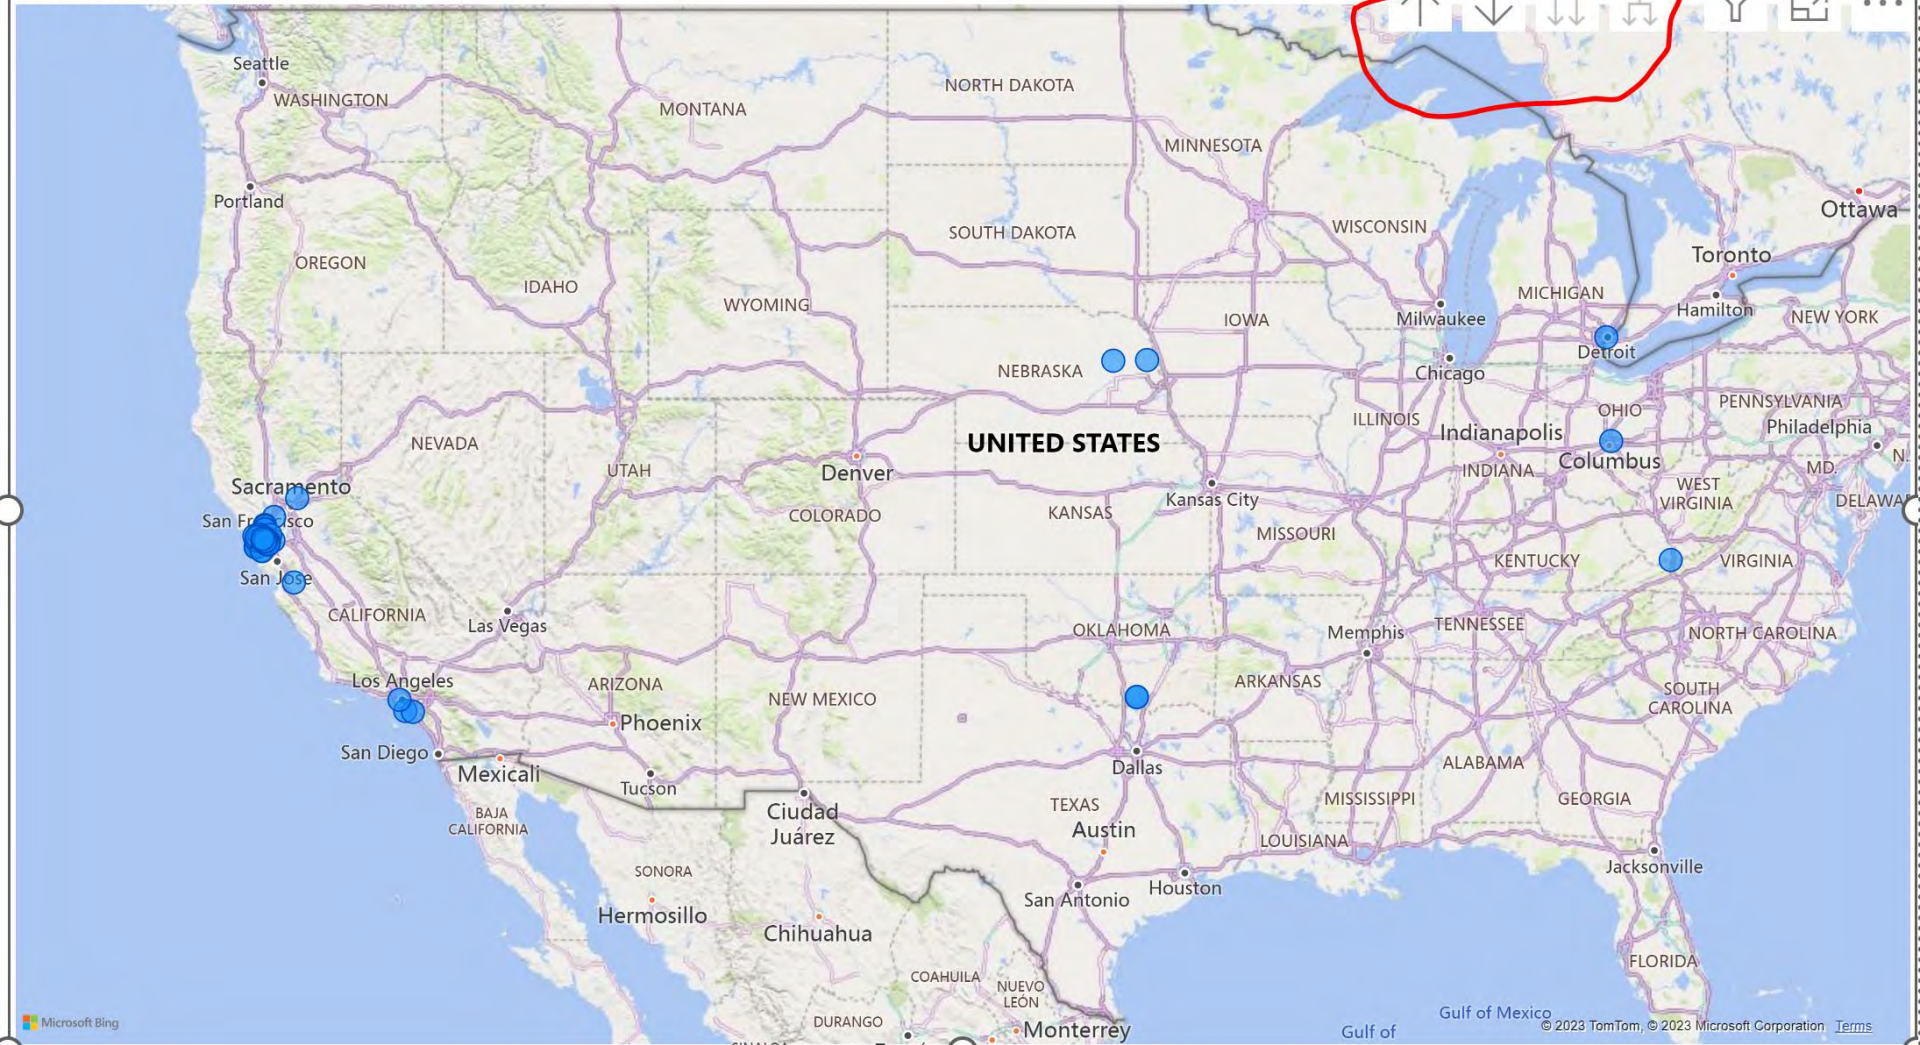 Seattle
WASHINGTON
MONTANA
NORTH DAKOTA
MINNESOTA
Portland
OREGON
IDAHO
WYOMING
SOUTH DAKOTA
WISCONSIN
Ottawa
Toronto
Hamilton
MICHIGAN
NEW YORK
IOWA
Milwaukee
Detroit
Chicago
NEBRASKA
NEVADA
UTAH
Denver
UNITED STATES
ILLINOIS
Indianapolis
INDIANA
OHIO
Columbus
PENNSYLVANIA
Philadelphia
MD.
N.
DELAWA
WEST
VIRGINIA
Sacramento
San Fr
isco
San Jose
COLORADO
KANSAS
Kansas City
MISSOURI
KENTUCKY
VIRGINIA
CALIFORNIA
Las Vegas
OKLAHOMA
Memphis
TENNESSEE
NORTH CAROLINA
Los Angeles
ARIZONA
NEW MEXICO
ARKANSAS
SOUTH
CAROLINA
Phoenix
San Diego
Mexicali
Tucson
Dallas
ALABAMA
BAJA
CALIFORNIA
Ciudad
Juárez
TEXAS
Austin
MISSISSIPPI
GEORGIA
LOUISIANA
Jacksonville
SONORA
Hermosillo
Chihuahua
San Antonio
Houston
COAHUILA
NUEVO
LEÓN
FLORIDA
DURANGO
Monterrey
Gulf of Mexico
Gulf of
Microsoft Bing
© 2023 TomTom, © 2023 Microsoft Corporation Terms